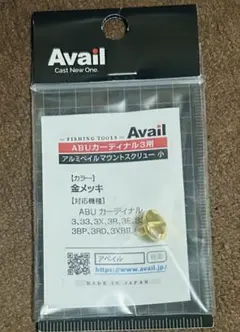 Avail
Cast New One.
FISHING TOOLS Avail
ABUカーディナル3用
アルミベイルマウントスクリュー 小
【カラー】
金メッキ
【対応機種】
ABU カーディナル
3,33,3X,3R,
3BP,3RD,3XBP
アベイル 検索
https://www.avail.jp/
MADE IN JAPAN